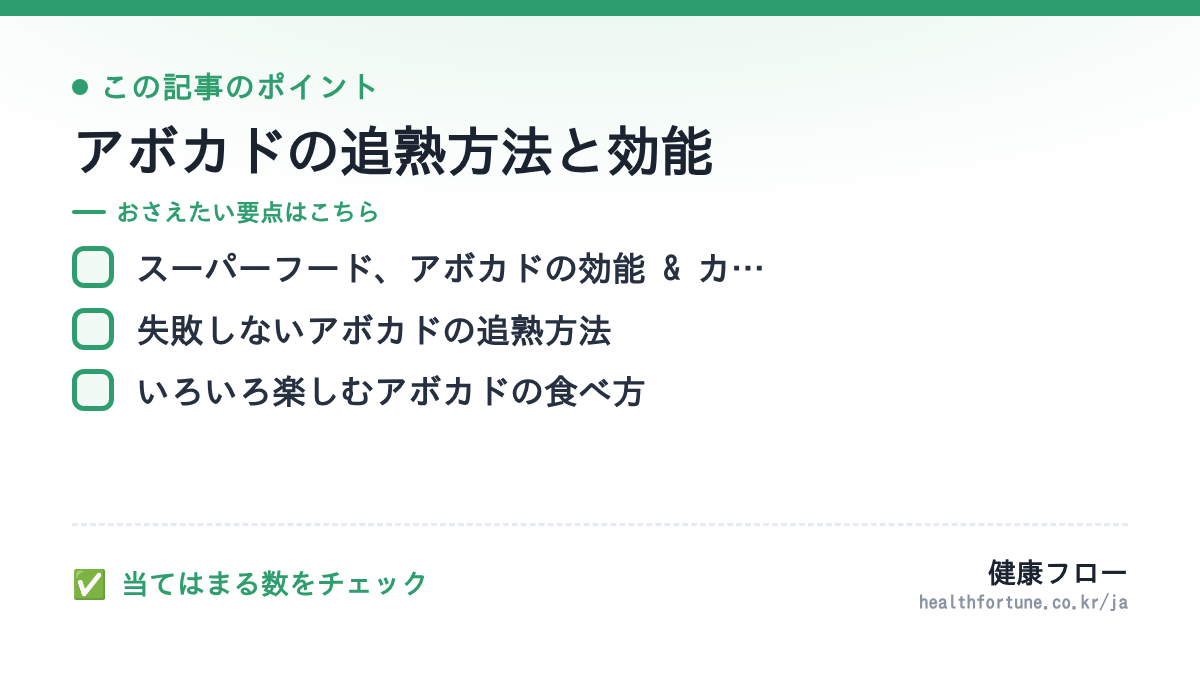 この記事のポイント
アボカドの追熟方法と効能
おさえたい要点はこちら
スーパーフード、アボカドの効能 & カ…
失敗しないアボカドの追熟方法
いろいろ楽しむアボカドの食べ方
✅ 当てはまる数をチェック
健康フロー
healthfortune.co.kr/ja